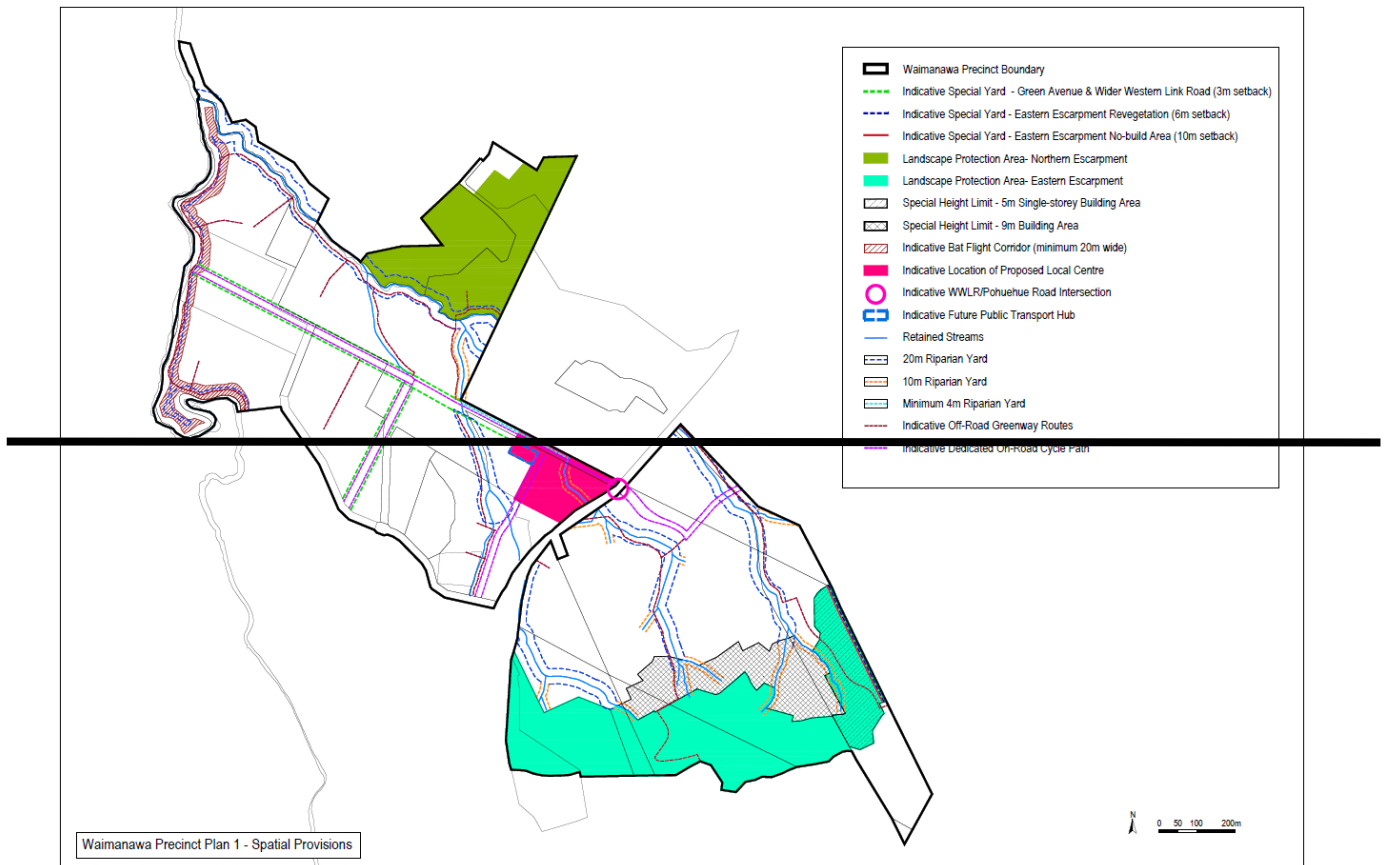 Waimanawa Precinct Boundary
Indicative Special Yard - Green Avenue & Wider Western Link Road (3m setback)
Indicative Special Yard - Eastern Escarpment Revegetation (6m setback)
Indicative Special Yard - Eastern Escarpment No-build Area (10m setback)
Landscape Protection Area- Northern Escarpment
Landscape Protection Area- Eastern Escarpment
Special Height Limit - 5m Single-storey Building Area
Special Height Limit - 9m Building Area
Indicative Bat Flight Corridor (minimum 20m wide)
Indicative Location of Proposed Local Centre
Indicative WWLR/Pohuehue Road Intersection
Indicative Future Public Transport Hub
Retained Streams
20m Riparian Yard
10m Riparian Yard
Minimum 4m Riparian Yard
Indicative Off-Road Greenway Routes
Indicative Dedicated On-Road Cycle Path
N
0 50 100 200m
Waimanawa Precinct Plan 1 - Spatial Provisions